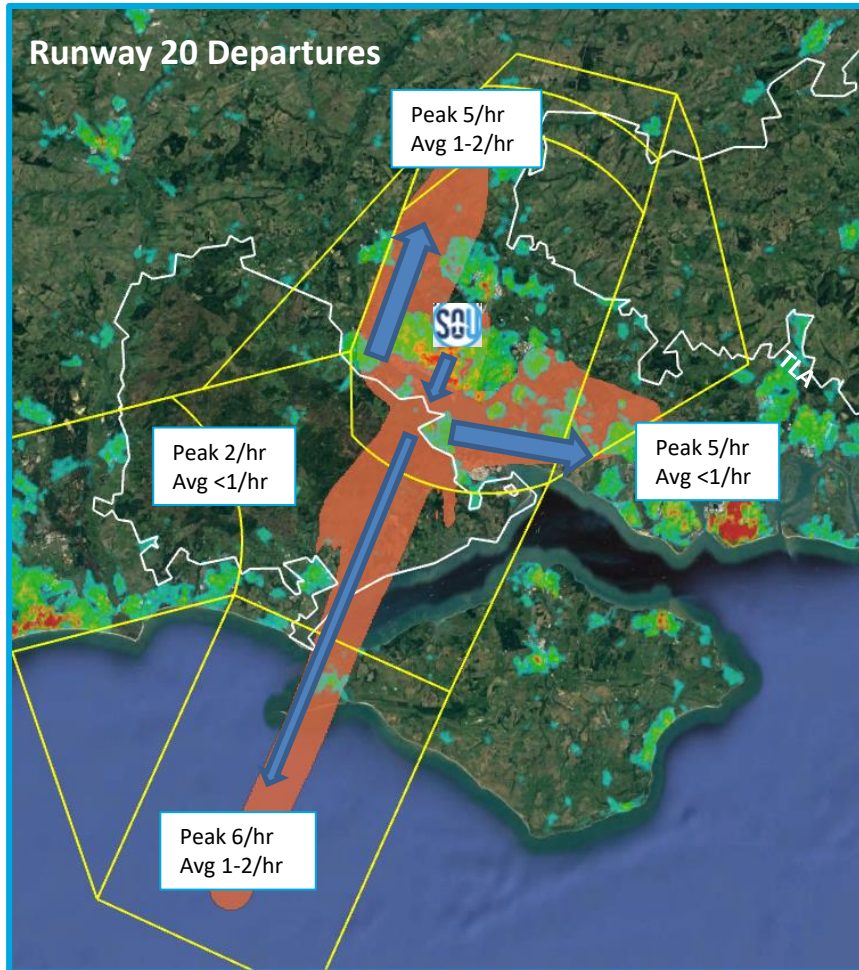 Runway 20 Departures
Peak 5/hr
Avg 1-2/hr
SOU
TLA
Peak 2/hr
Avg <1/hr
Peak 5/hr
Avg <1/hr
Peak 6/hr
Avg 1-2/hr